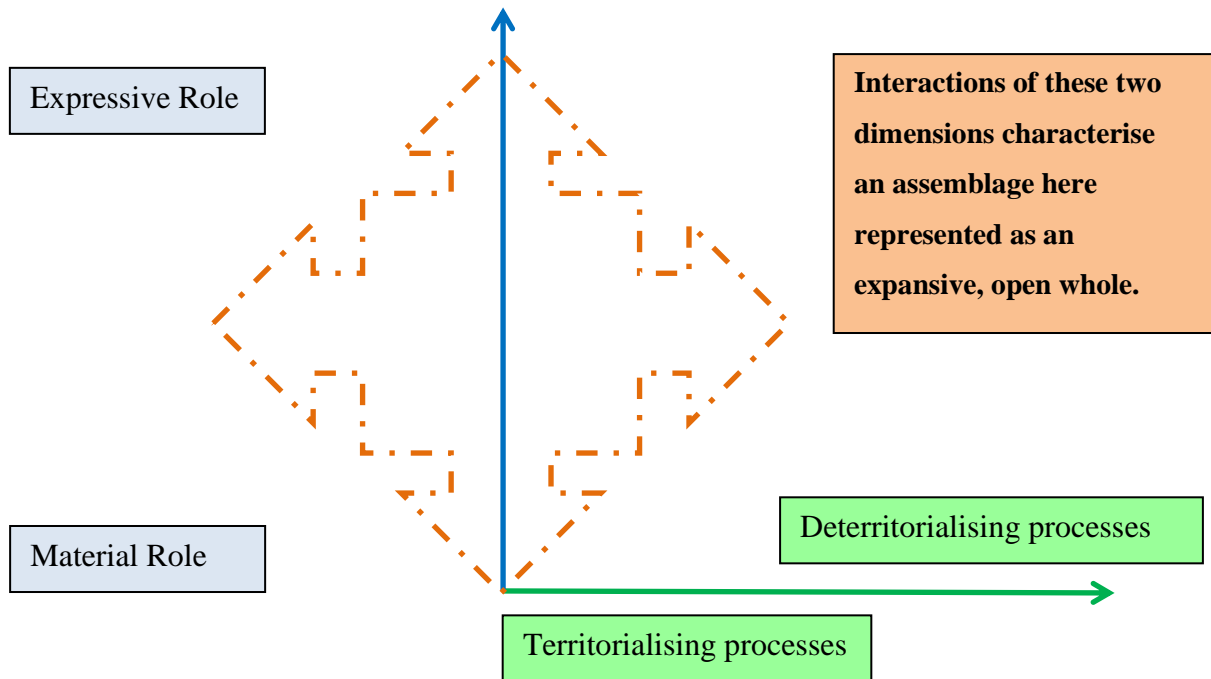 Expressive Role
Interactions of these two
dimensions characterise
an assemblage here
represented as an
expansive, open whole.
Material Role
Deterritorialising processes
Territorialising processes